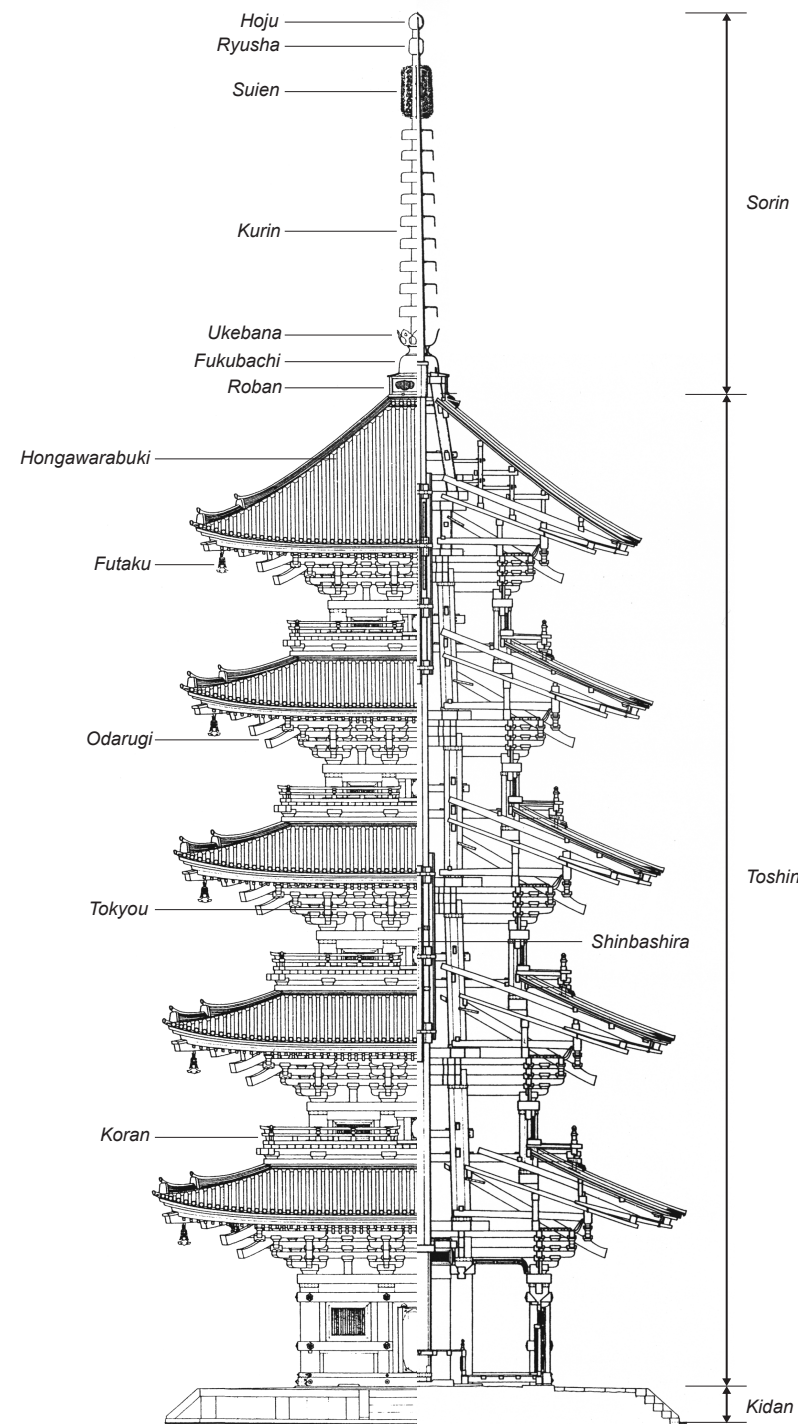 Hoju
Ryusha
Suien
Sorin
Kurin
Ukebana
Fukubachi
Roban
Hongawarabuki
Futaku
Odarugi
Toshin
Tokyou
Shinbashira
Koran
Kidan